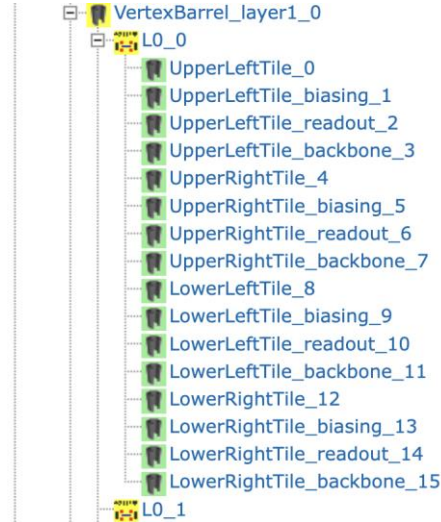 VertexBarrel_layer1_0
L0_0
UpperLeftTile_0
UpperLeftTile_biasing_1
UpperLeftTile_readout_2
UpperLeftTile_backbone_3
UpperRightTile_4
UpperRightTile_biasing_5
UpperRightTile_readout_6
UpperRightTile_backbone_7
LowerLeftTile_8
LowerLeftTile_biasing_9
LowerLeftTile_readout_10
LowerLeftTile_backbone_11
LowerRightTile_12
LowerRightTile_biasing_13
LowerRightTile_readout_14
LowerRightTile_backbone_15
L0_1